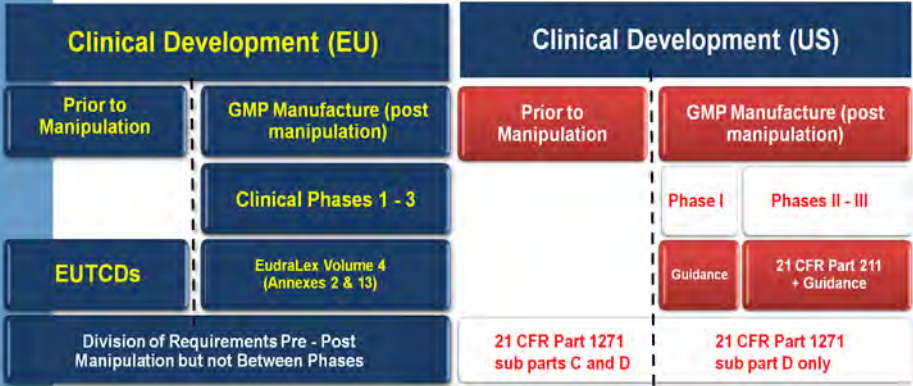 Clinical Development (EU)
Clinical Development (US)
Prior to
Manipulation
GMP Manufacture (post
manipulation)
Prior to
Manipulation
GMP Manufacture (post
manipulation)
Clinical Phases 1 - 3
Phase I
Phases II - III
EUTCDs
EudraLex Volume 4
(Annexes 2 & 13)
Guidance
21 CFR Part 211
+ Guidance
Division of Requirements Pre - Post
Manipulation but not Between Phases
21 CFR Part 1271
sub parts C and D
21 CFR Part 1271
sub part D only